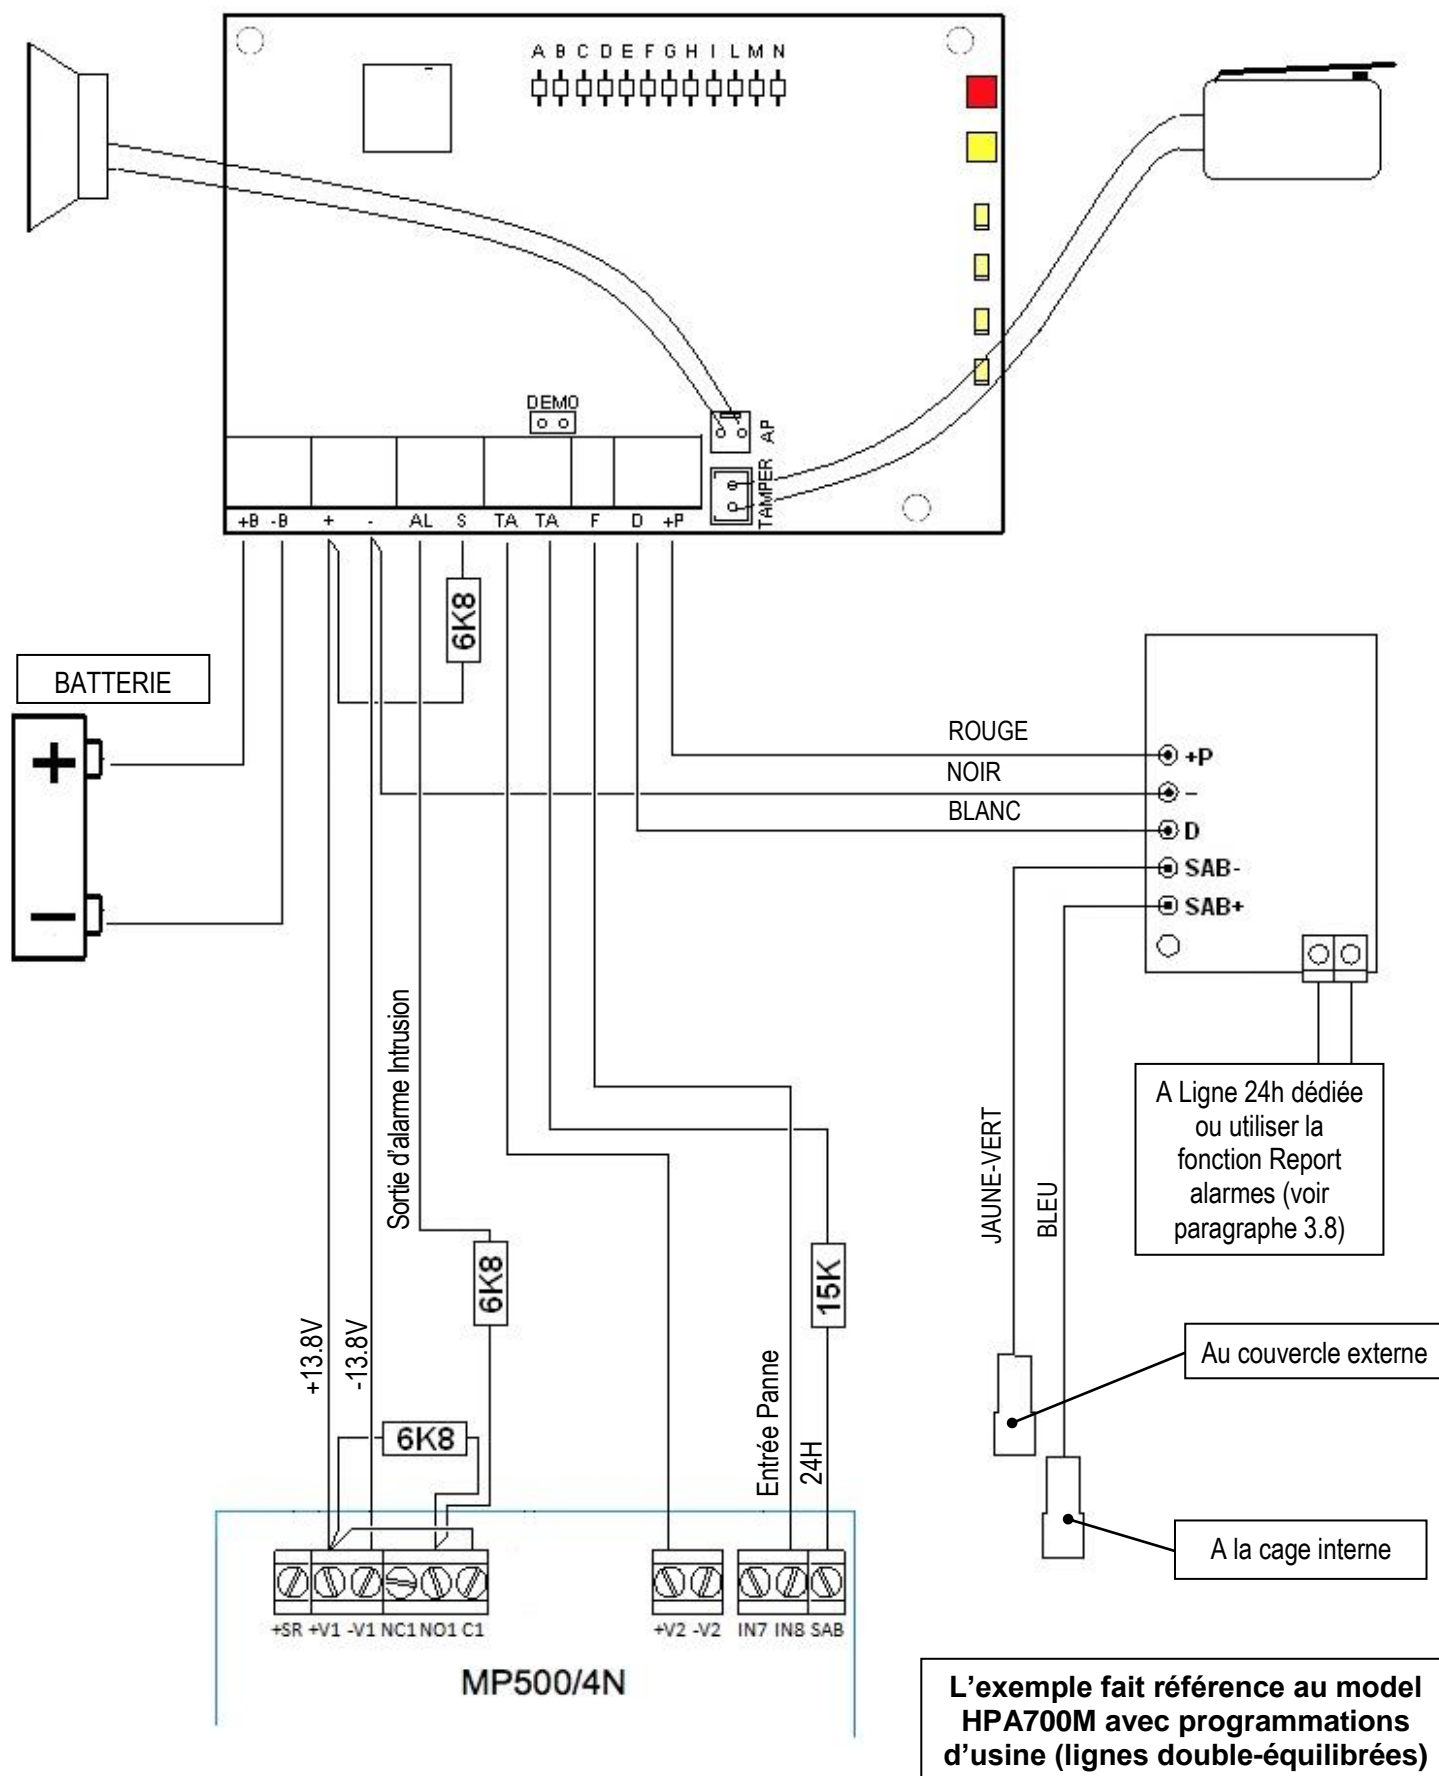 A B C D E F G H I L M N
DEMO
AP
TAMPER
+B -B + - AL S TA TA F D +P
6K8
BATTERIE
+
−
ROUGE
NOIR
BLANC
+P
–
D
SAB-
SAB+
Sortie d'alarme Intrusion
JAUNE-VERT
BLEU
A Ligne 24h dédiée
ou utiliser la
fonction Report
alarmes (voir
paragraphe 3.8)
6K8
15K
+13.8V
-13.8V
6K8
Entrée Panne
24H
Au couvercle externe
A la cage interne
+SR +V1 -V1 NC1 NO1 C1
+V2 -V2 IN7 IN8 SAB
MP500/4N
L'exemple fait référence au model
HPA700M avec programmations
d'usine (lignes double-équilibrées)